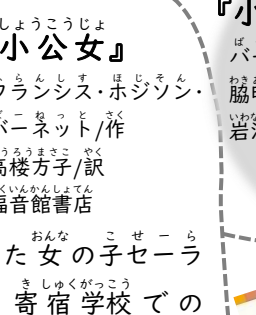 小公女』
フランシス・ホジソン・
バーネット/作
高楼方子/訳
福音館書店
た女の子セーラ
寄宿学校での
『小
バー
脇明
岩波